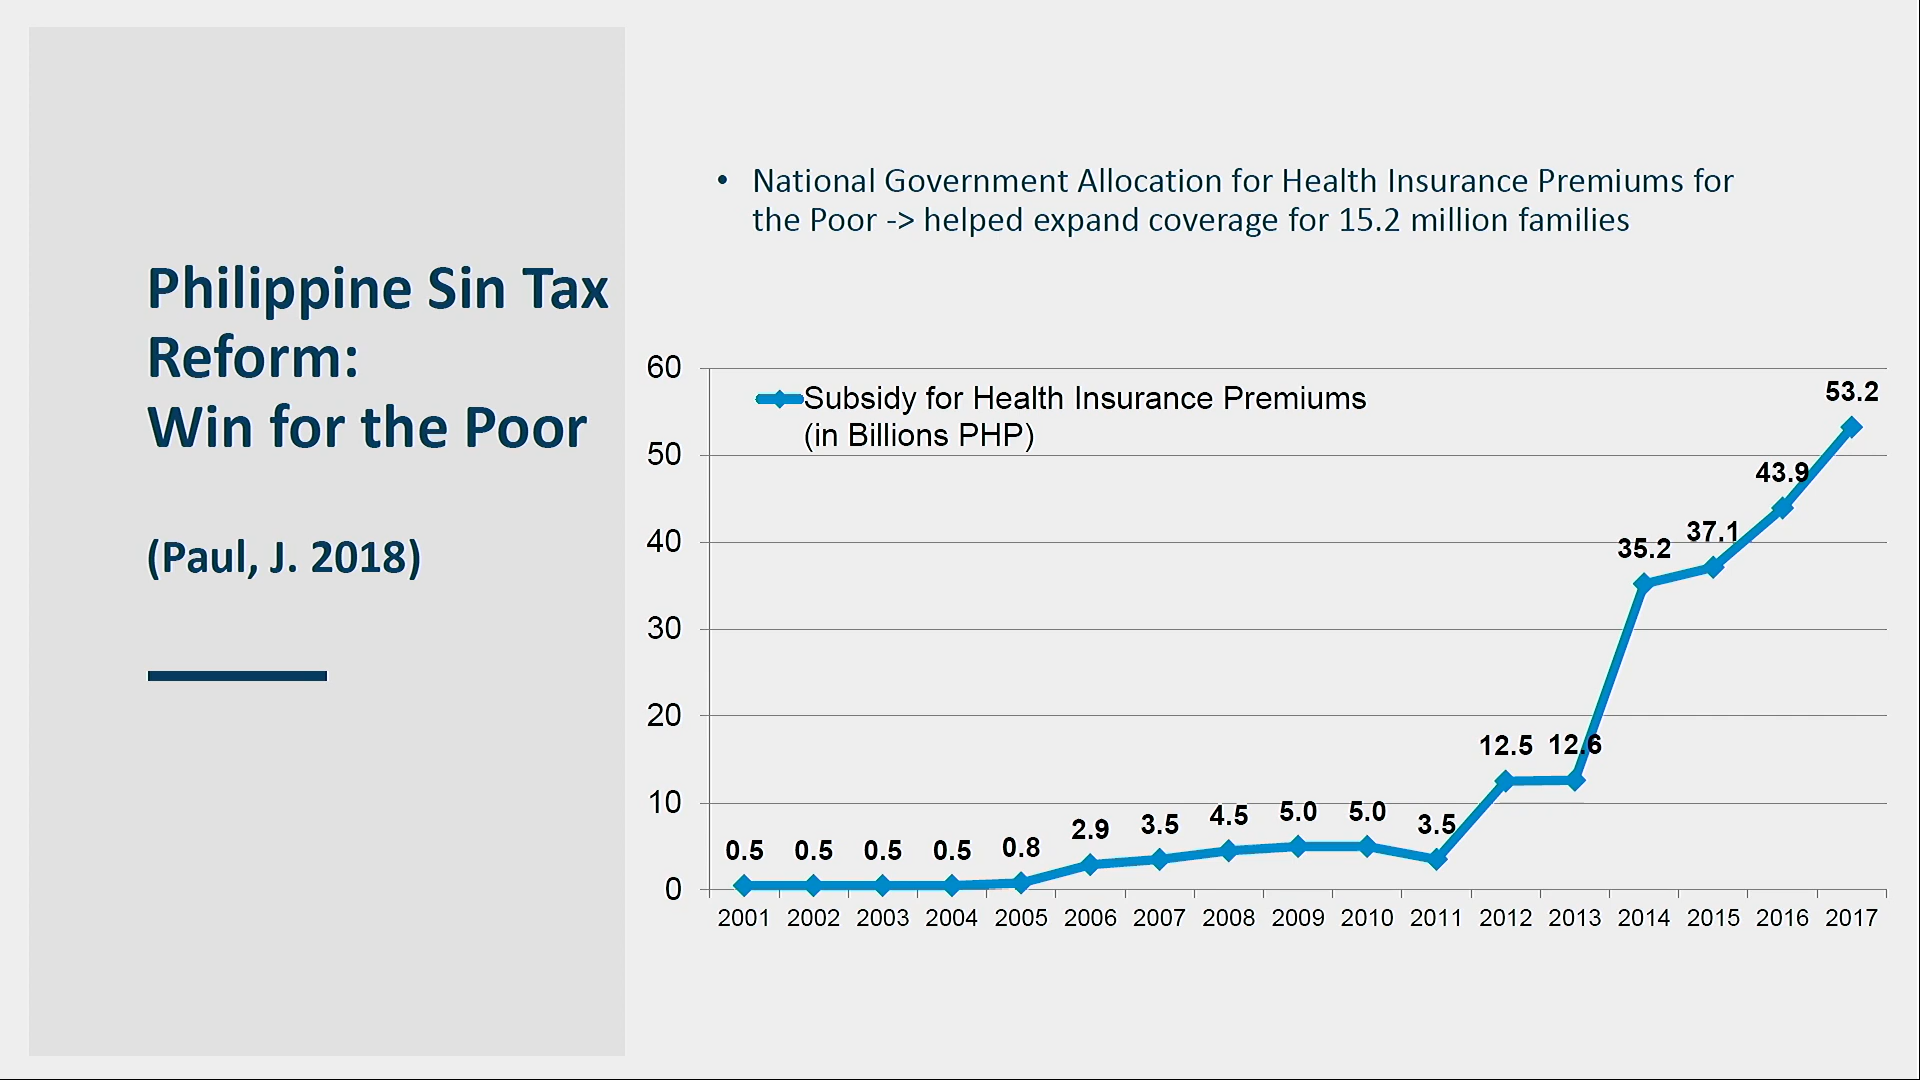 Philippine Sin Tax
Reform:
Win for the Poor
(Paul, J. 2018)
• National Government Allocation for Health Insurance Premiums for
the Poor -> helped expand coverage for 15.2 million families
Subsidy for Health Insurance Premiums
(in Billions PHP)
60
50
40
30
20
10
0
0.5 0.5 0.5 0.5 0.8 2.9 3.5 4.5 5.0 5.0 3.5 12.5 12.6 35.2 37.1 43.9 53.2
2001 2002 2003 2004 2005 2006 2007 2008 2009 2010 2011 2012 2013 2014 2015 2016 2017